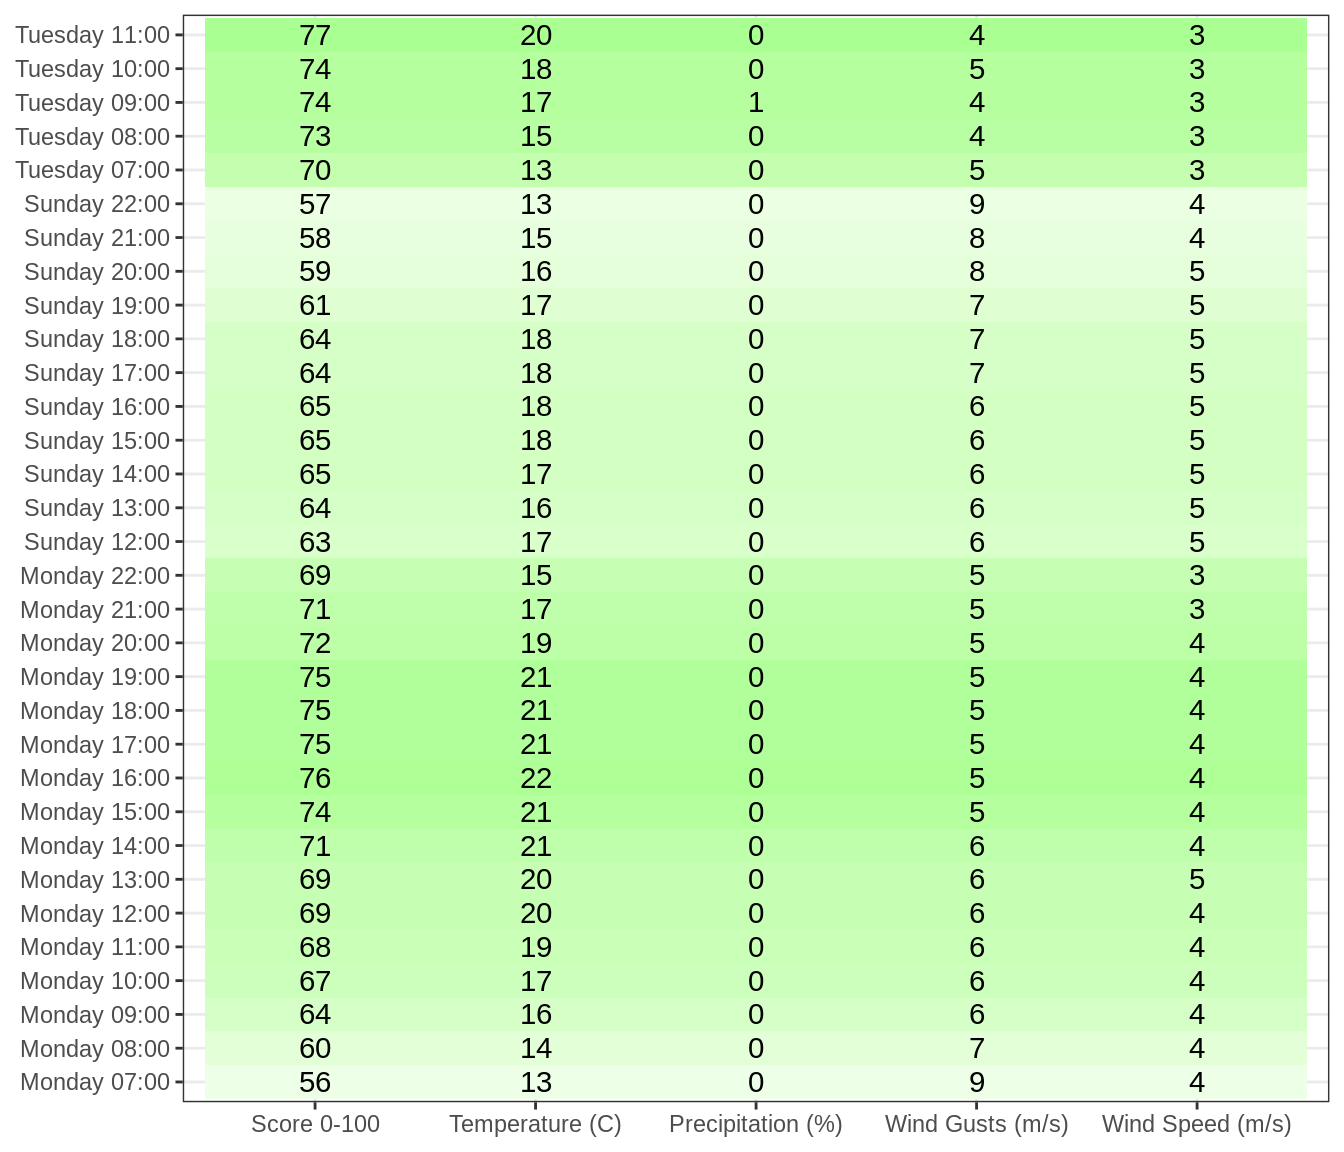 Tuesday 11:00 77 20 0 4 3
Tuesday 10:00 74 18 0 5 3
Tuesday 09:00 74 17 1 4 3
Tuesday 08:00 73 15 0 4 3
Tuesday 07:00 70 13 0 5 3
Sunday 22:00 57 13 0 9 4
Sunday 21:00 58 15 0 8 4
Sunday 20:00 59 16 0 8 5
Sunday 19:00 61 17 0 7 5
Sunday 18:00 64 18 0 7 5
Sunday 17:00 64 18 0 7 5
Sunday 16:00 65 18 0 6 5
Sunday 15:00 65 18 0 6 5
Sunday 14:00 65 17 0 6 5
Sunday 13:00 64 16 0 6 5
Sunday 12:00 63 17 0 6 5
Monday 22:00 69 15 0 5 3
Monday 21:00 71 17 0 5 3
Monday 20:00 72 19 0 5 4
Monday 19:00 75 21 0 5 4
Monday 18:00 75 21 0 5 4
Monday 17:00 75 21 0 5 4
Monday 16:00 76 22 0 5 4
Monday 15:00 74 21 0 5 4
Monday 14:00 71 21 0 6 4
Monday 13:00 69 20 0 6 5
Monday 12:00 69 20 0 6 4
Monday 11:00 68 19 0 6 4
Monday 10:00 67 17 0 6 4
Monday 09:00 64 16 0 6 4
Monday 08:00 60 14 0 7 4
Monday 07:00 56 13 0 9 4
Score 0-100 Temperature (C) Precipitation (%) Wind Gusts (m/s) Wind Speed (m/s)